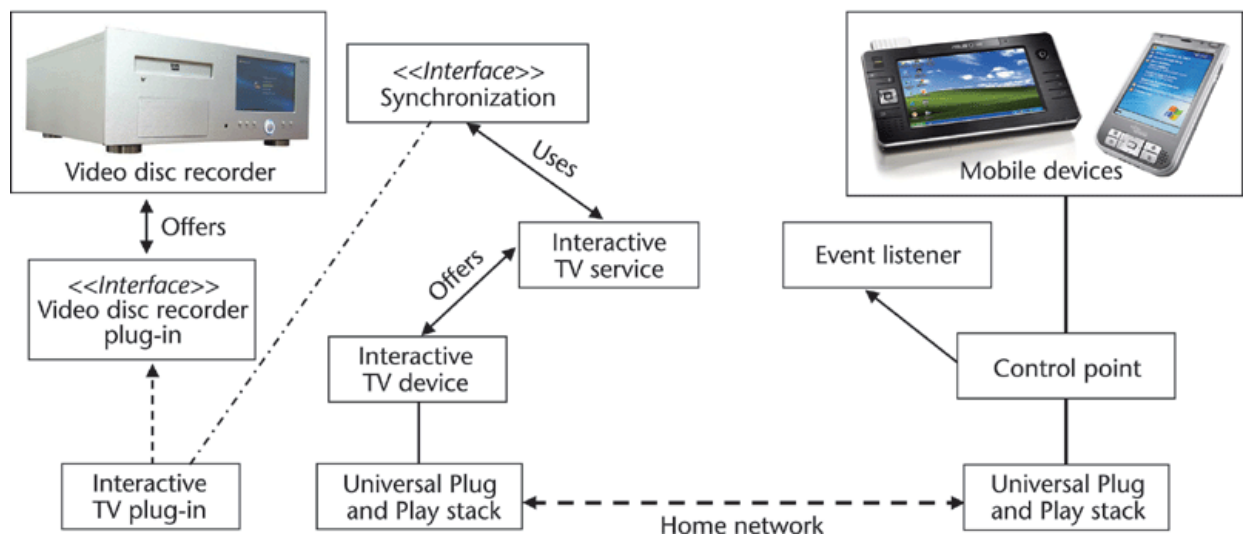 Video disc recorder
Offers
<<Interface>>
Video disc recorder
plug-in
Interactive
TV plug-in
<<Interface>>
Synchronization
Uses
Interactive
TV service
Offers
Interactive
TV device
Universal Plug
and Play stack
Home network
Mobile devices
Event listener
Control point
Universal Plug
and Play stack